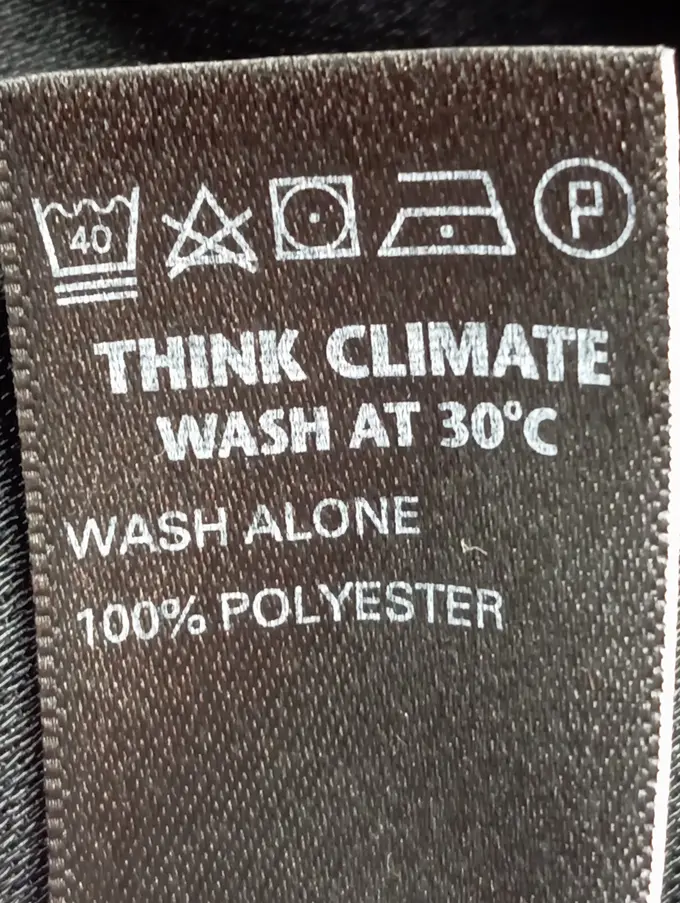 40 P
THINK CLIMATE
WASH AT 30°C
WASH ALONE
100% POLYESTER